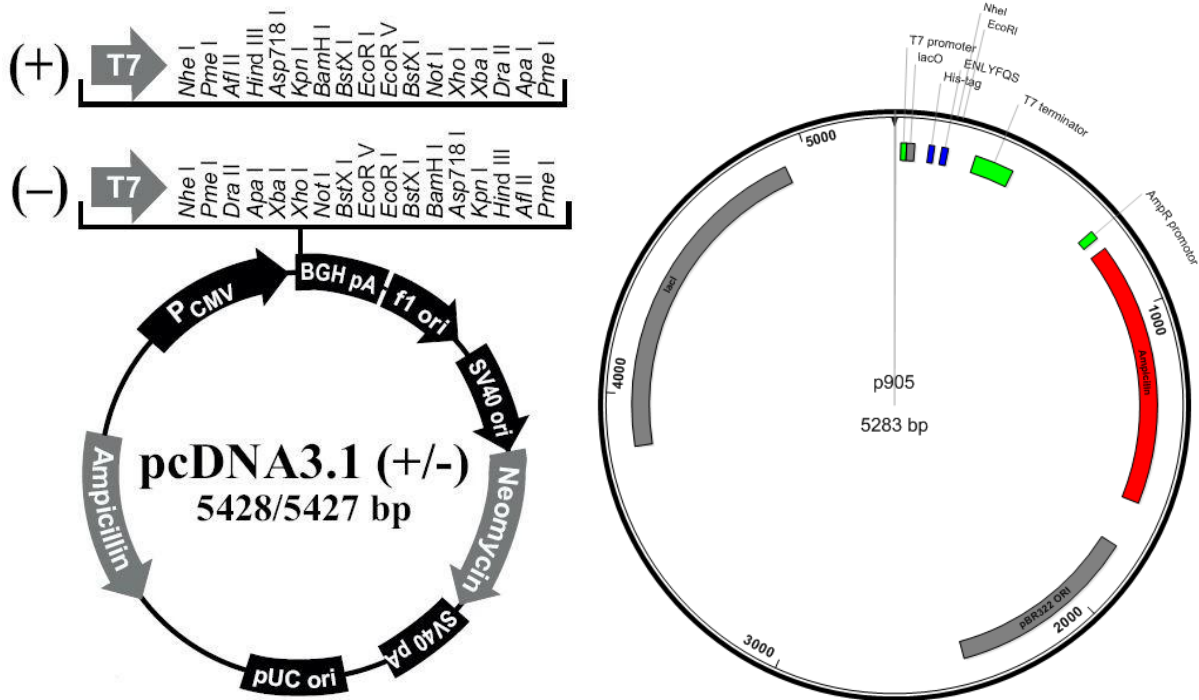 (+)
T7
Nhe I
Pme I
Afl II
Hind III
Asp718 I
Kpn I
BamH I
BstX I
EcoR I
EcoR V
BstX I
Not I
Xho I
Xba I
Dra II
Apa I
Pme I
(–)
T7
Nhe I
Pme I
Dra II
Apa I
Xba I
Xho I
Not I
BstX I
EcoR V
EcoR I
BstX I
BamH I
Asp718 I
Kpn I
Hind III
Afl II
Pme I
P CMV
BGH pA
f1 ori
SV40 ori
Neomycin
SV40 pA
pUC ori
Ampicillin
pcDNA3.1 (+/-)
5428/5427 bp
NheI
EcoRI
T7 promoter
lacO
ENLYFQS
His-tag
T7 terminator
AmpR promotor
Ampicillin
1000
pBR322 ORI
2000
3000
4000
lacI
5000
p905
5283 bp